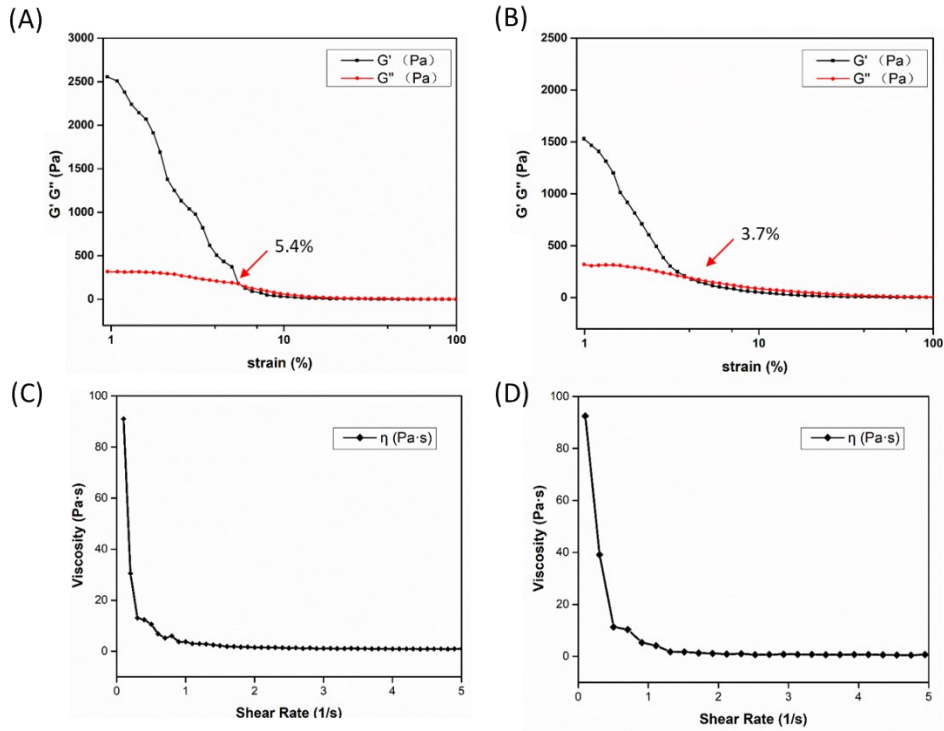 (A)
3000
2500
2000
1500
1000
500
0
G' G" (Pa)
G' （Pa）
G" （Pa）
5.4%
1
10
100
strain (%)
(B)
2500
2000
1500
1000
500
0
G' G" (Pa)
G' （Pa）
G" （Pa）
3.7%
1
10
100
strain (%)
(C)
100
80
60
40
20
0
Viscosity (Pa·s)
η (Pa·s)
0
1
2
3
4
5
Shear Rate (1/s)
(D)
100
80
60
40
20
0
Viscosity (Pa·s)
η (Pa·s)
0
1
2
3
4
5
Shear Rate (1/s)